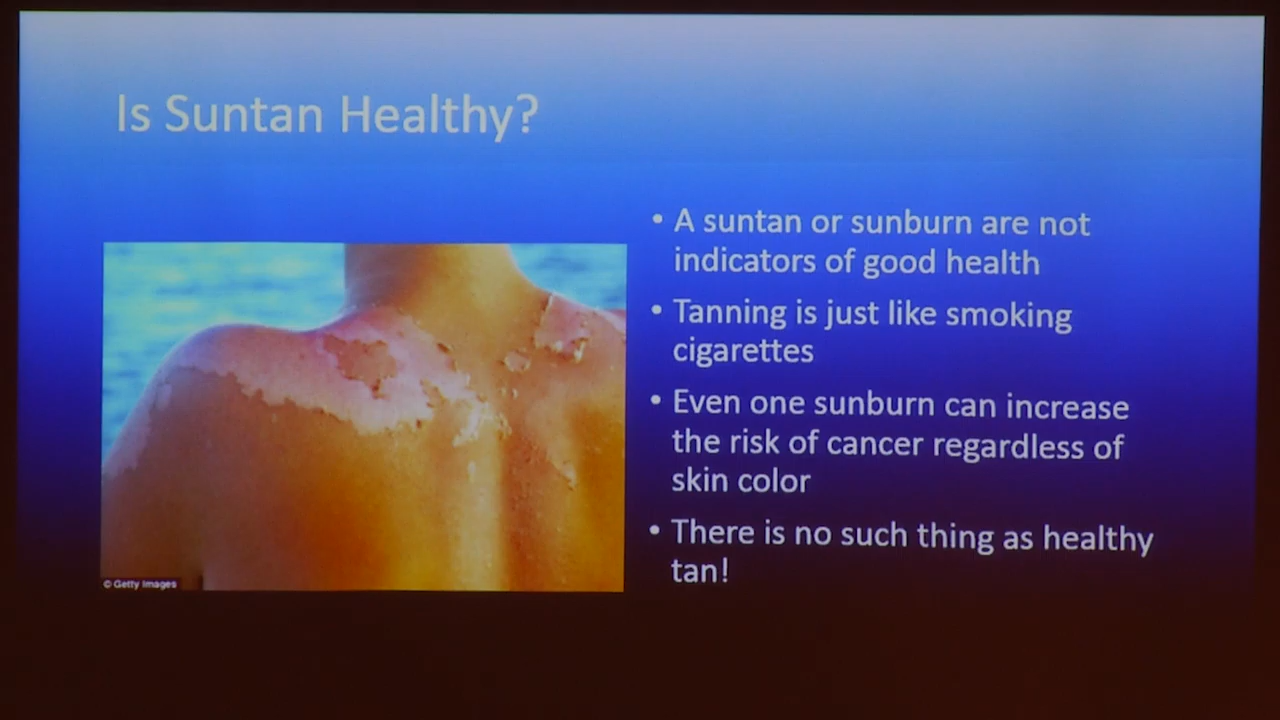 Is Suntan Healthy?
• A suntan or sunburn are not
indicators of good health
• Tanning is just like smoking
cigarettes
• Even one sunburn can increase
the risk of cancer regardless of
skin color
• There is no such thing as healthy
tan!
© Getty Images